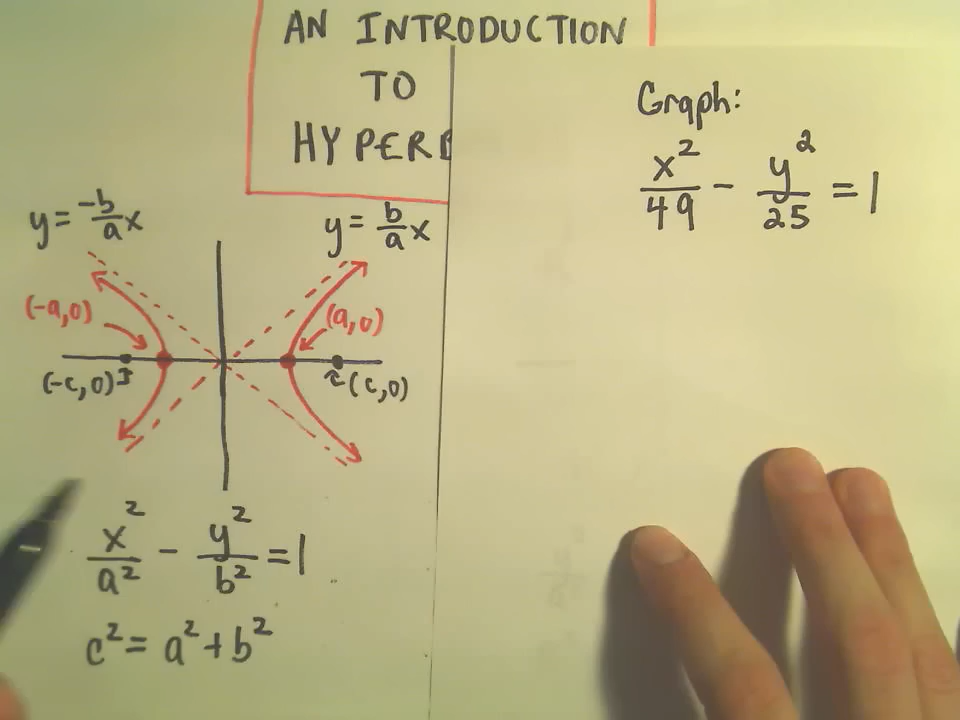 AN INTRODUCTION
TO
HYPER
y = -b/a x
y = b/a x
(-a,0)
(a,0)
(-c,0)
(c,0)
x²/a² - y²/b² = 1
c² = a² + b²
Graph:
x²/49 - y²/25 = 1